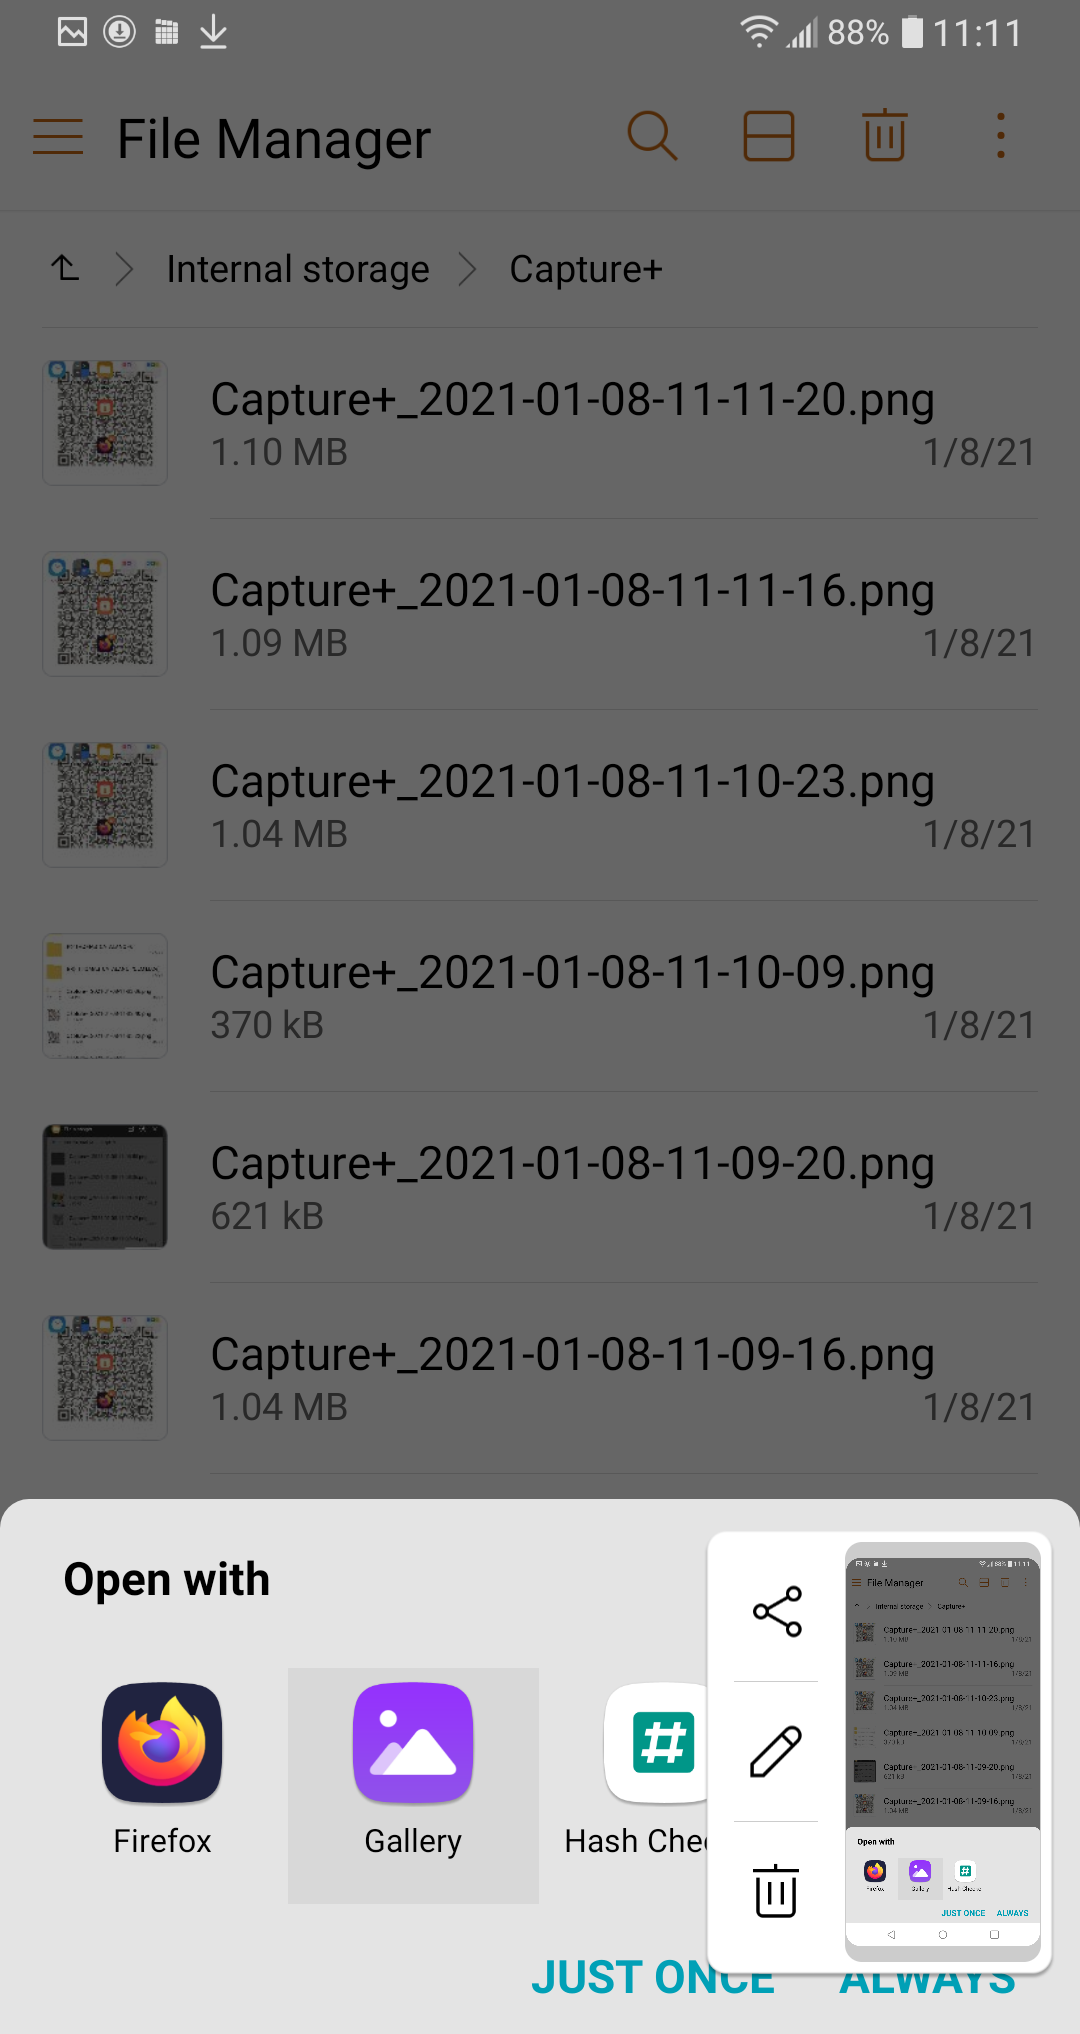 88% 11:11
File Manager
Internal storage Capture+
Capture+_2021-01-08-11-11-20.png
1.10 MB 1/8/21
Capture+_2021-01-08-11-11-16.png
1.09 MB 1/8/21
Capture+_2021-01-08-11-10-23.png
1.04 MB 1/8/21
Capture+_2021-01-08-11-10-09.png
370 kB 1/8/21
Capture+_2021-01-08-11-09-20.png
621 kB 1/8/21
Capture+_2021-01-08-11-09-16.png
1.04 MB 1/8/21
Open with
Firefox Gallery Hash Chec
JUST ONCE ALWAYS
88% 11:11
File Manager
Internal storage Capture+
Capture+_2021-01-08-11-11-20.png
1.10 MB 1/8/21
Capture+_2021-01-08-11-11-16.png
1.09 MB 1/8/21
Capture+_2021-01-08-11-10-23.png
1.04 MB 1/8/21
Capture+_2021-01-08-11-10-09.png
370 kB 1/8/21
Capture+_2021-01-08-11-09-20.png
621 kB 1/8/21
Capture+_2021-01-08-11-09-16.png
1.04 MB 1/8/21
Open with
Firefox Gallery Hash Checke
JUST ONCE ALWAYS